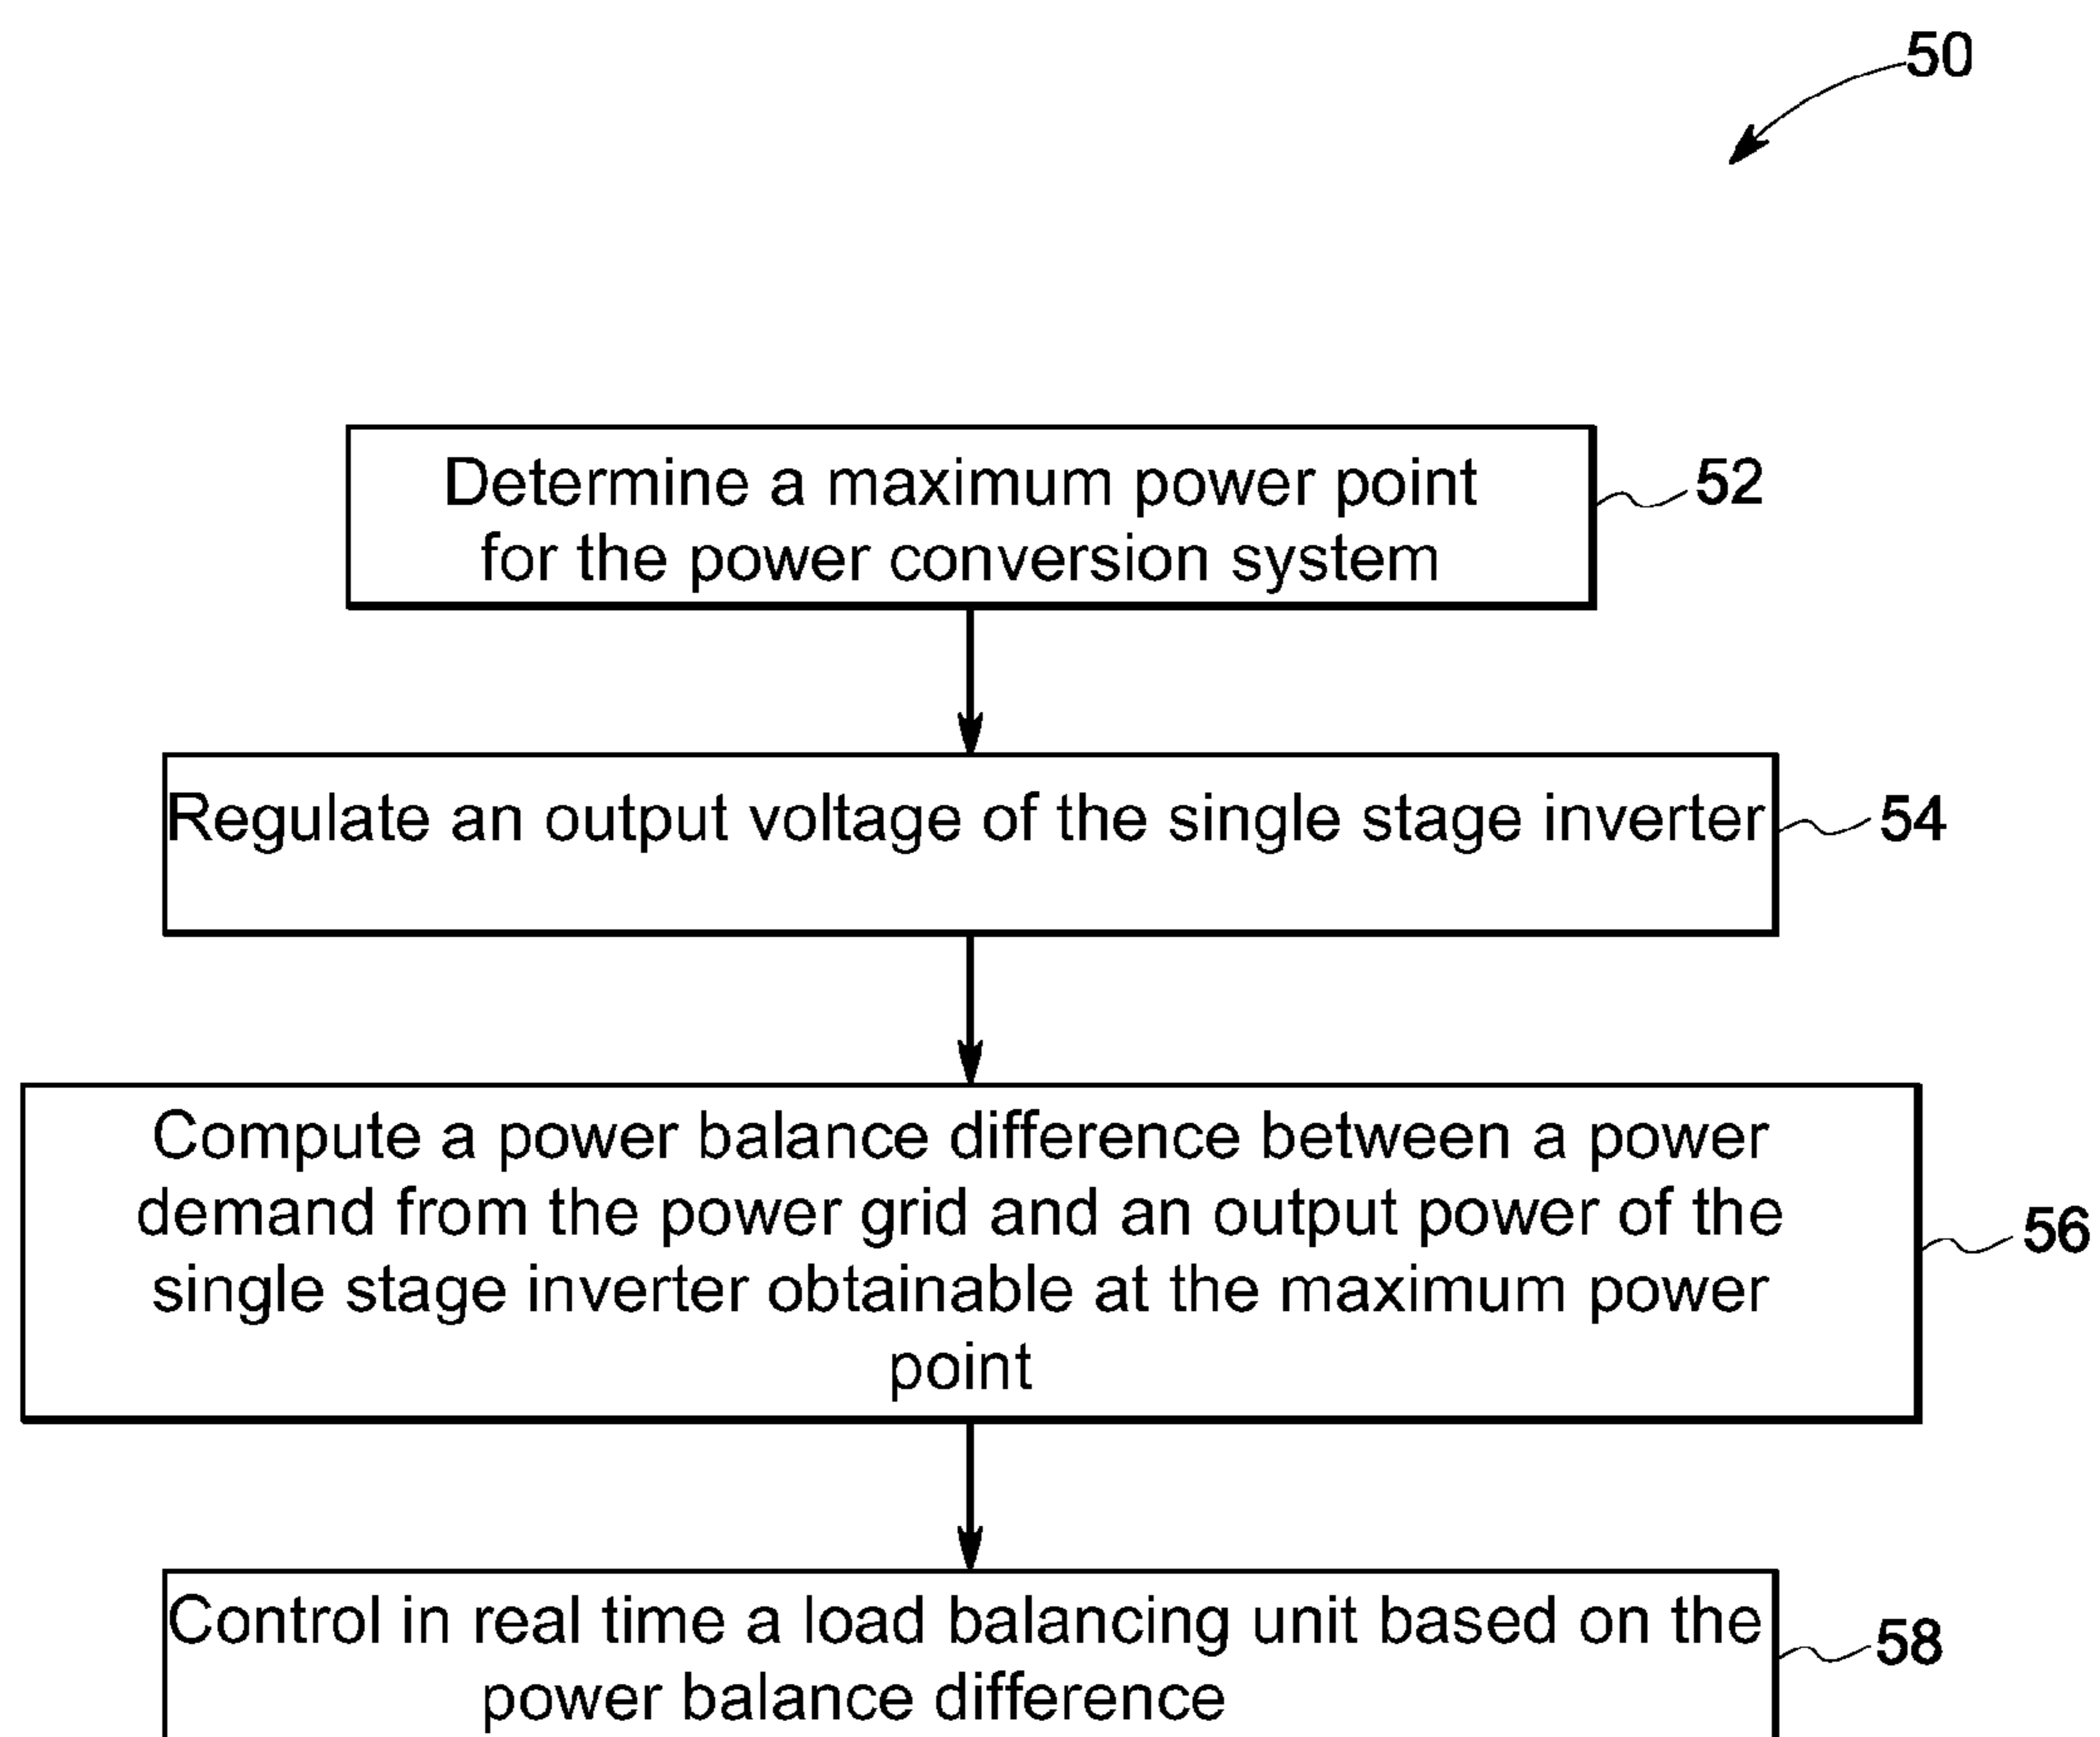 50
Determine a maximum power point
for the power conversion system
52
Regulate an output voltage of the single stage inverter
54
Compute a power balance difference between a power
demand from the power grid and an output power of the
single stage inverter obtainable at the maximum power
point
56
Control in real time a load balancing unit based on the
power balance difference
58